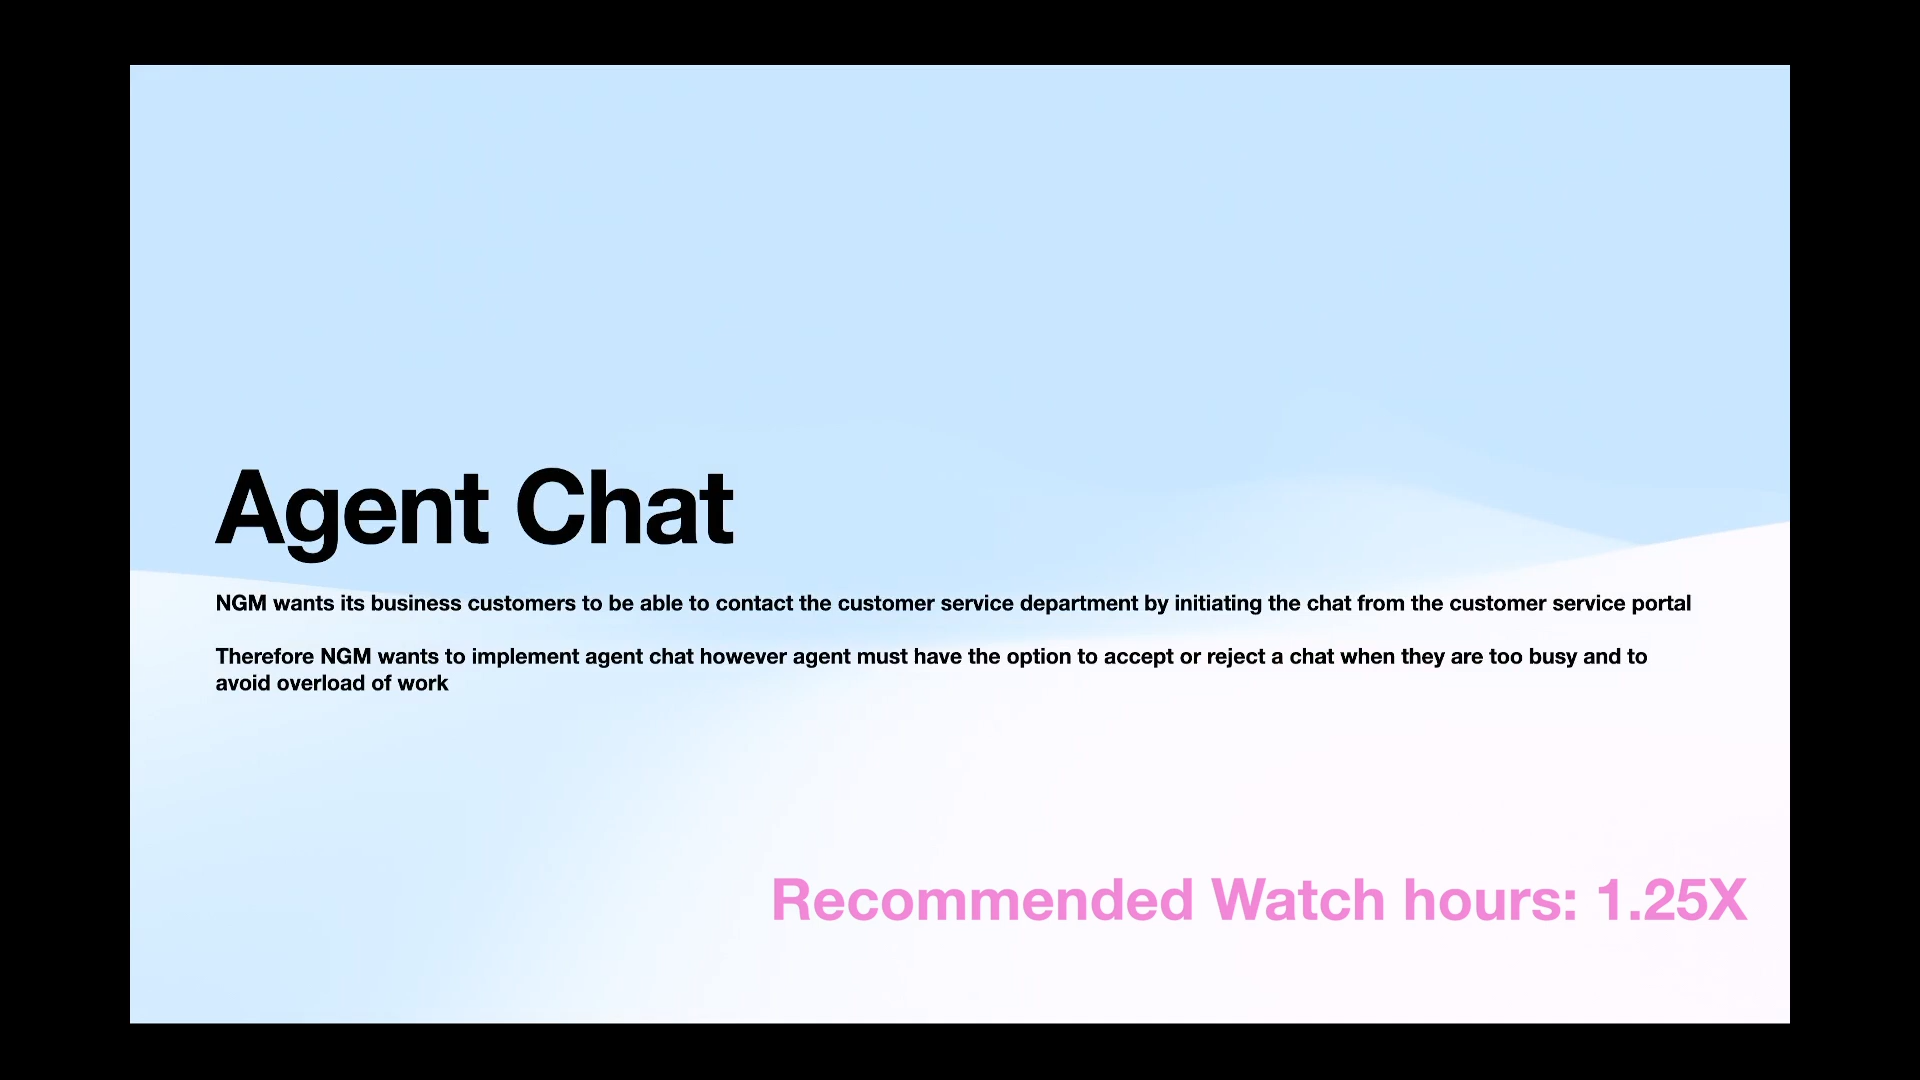 Agent Chat
NGM wants its business customers to be able to contact the customer service department by initiating the chat from the customer service portal
Therefore NGM wants to implement agent chat however agent must have the option to accept or reject a chat when they are too busy and to
avoid overload of work
Recommended Watch hours: 1.25X